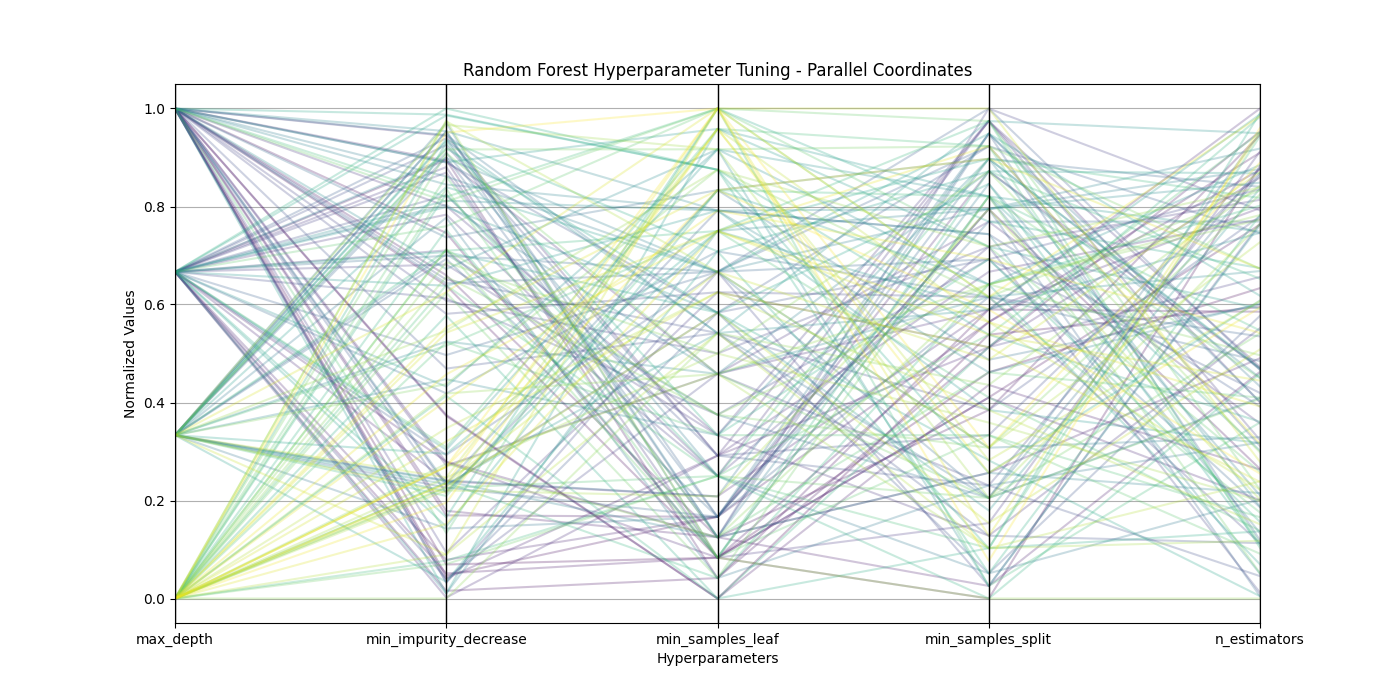 Random Forest Hyperparameter Tuning - Parallel Coordinates
1.0
0.8
0.6
0.4
0.2
0.0
Normalized Values
max_depth
min_impurity_decrease
min_samples_leaf
min_samples_split
n_estimators
Hyperparameters